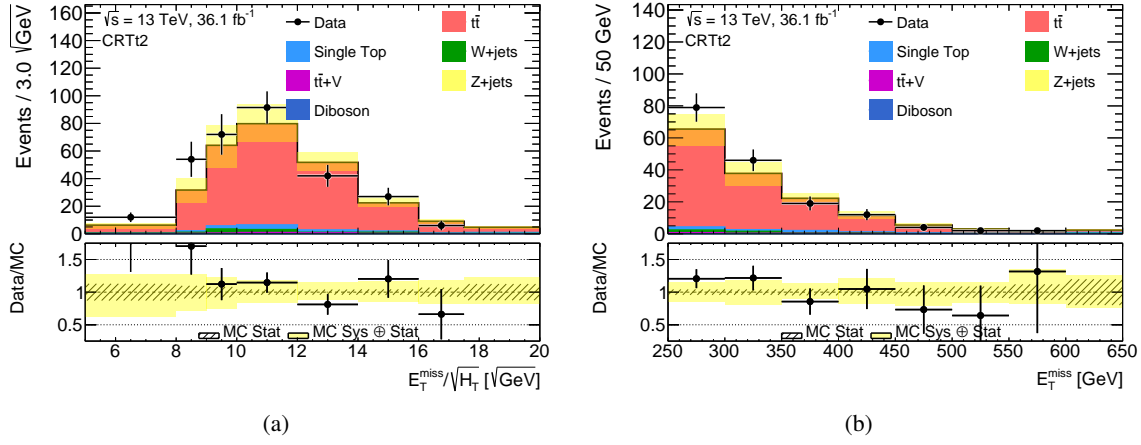 √s = 13 TeV, 36.1 fb⁻¹
CRTt2
Data
tt̄
Single Top
W+jets
tt̄+V
Z+jets
Diboson
Events / 3.0 √GeV
160
140
120
100
80
60
40
20
0
Data/MC
1.5
1
0.5
MC Stat
MC Sys ⊕ Stat
6 8 10 12 14 16 18 20
E_T^miss/√H_T [√GeV]
(a)
√s = 13 TeV, 36.1 fb⁻¹
CRTt2
Data
tt̄
Single Top
W+jets
tt̄+V
Z+jets
Diboson
Events / 50 GeV
140
120
100
80
60
40
20
0
Data/MC
1.5
1
0.5
MC Stat
MC Sys ⊕ Stat
250 300 350 400 450 500 550 600 650
E_T^miss [GeV]
(b)